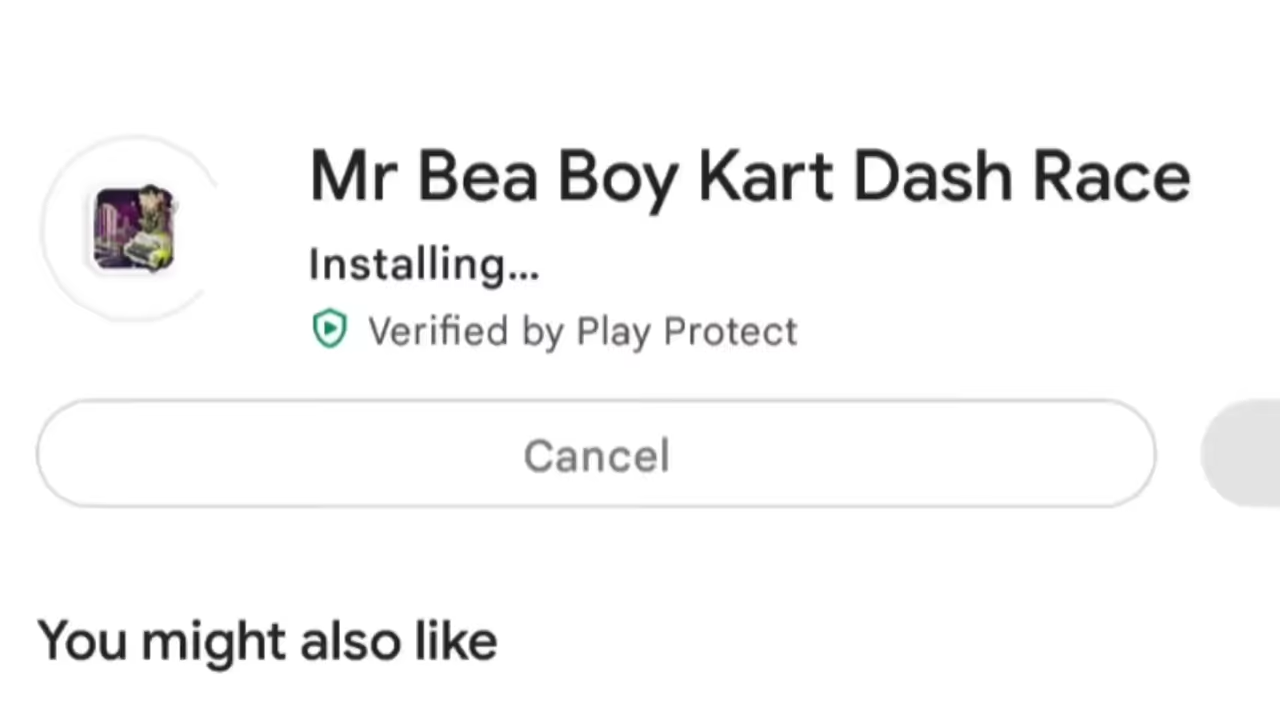 Mr Bea Boy Kart Dash Race
Installing...
Verified by Play Protect
Cancel
You might also like